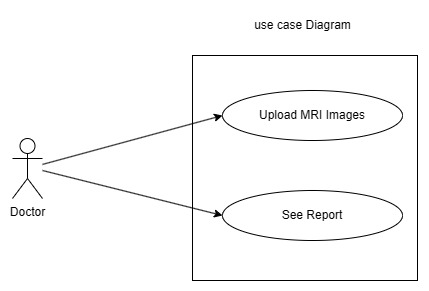 use case Diagram
Upload MRI Images
Doctor
See Report